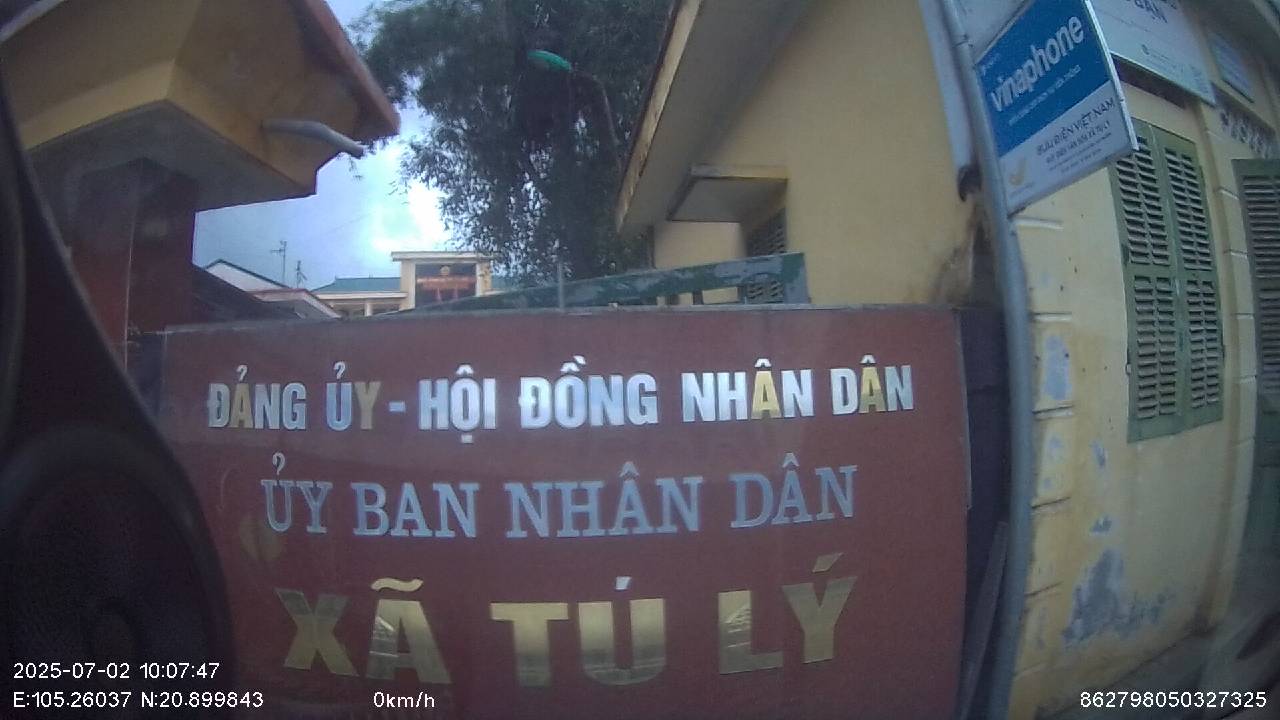 vinaphone
BƯU ĐIỆN VIỆT NAM
ĐẢNG ỦY - HỘI ĐỒNG NHÂN DÂN
ỦY BAN NHÂN DÂN
XÃ TÚ LÝ
2025-07-02 10:07:47
E:105.26037 N:20.899843
0km/h
862798050327325